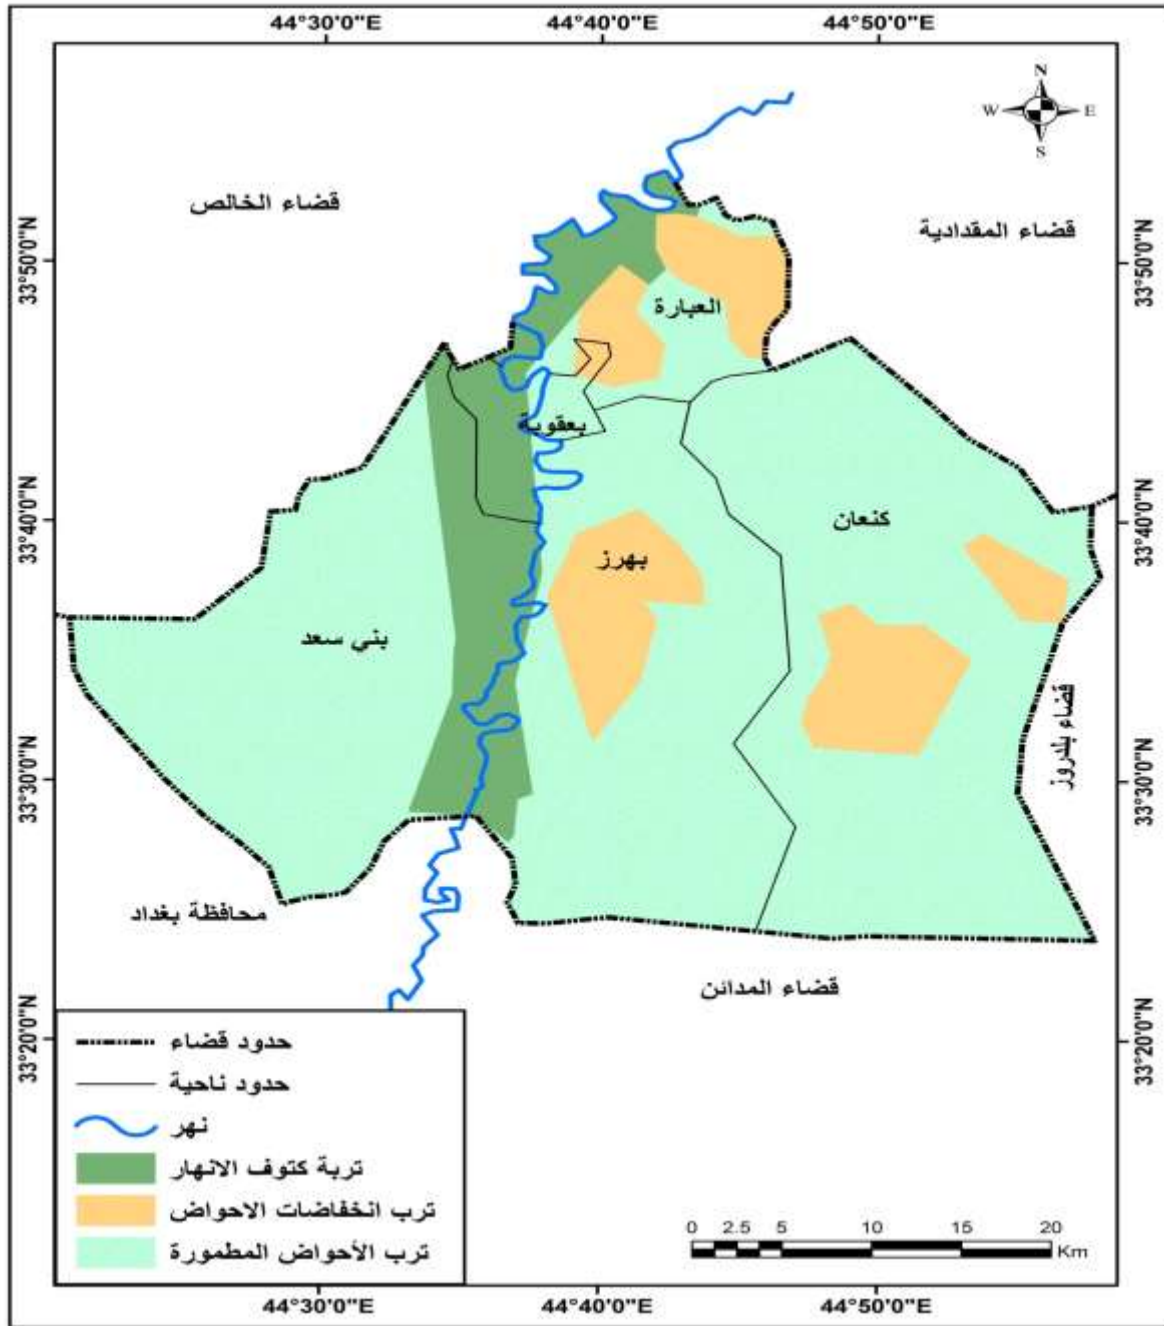 44°30'0"E 44°40'0"E 44°50'0"E
N
W E
S
قضاء الخالص
قضاء المقدادية
33°50'0"N 33°50'0"N
العبارة
بعقوبة
33°40'0"N 33°40'0"N
كنعان
بهرز
بني سعد
قضاء بلدروز
33°30'0"N 33°30'0"N
محافظة بغداد
قضاء المدائن
33°20'0"N 33°20'0"N
حدود قضاء
حدود ناحية
نهر
تربة كتوف الانهار
ترب انخفاضات الاحواض
ترب الأحواض المطمورة
0 2.5 5 10 15 20
Km
44°30'0"E 44°40'0"E 44°50'0"E